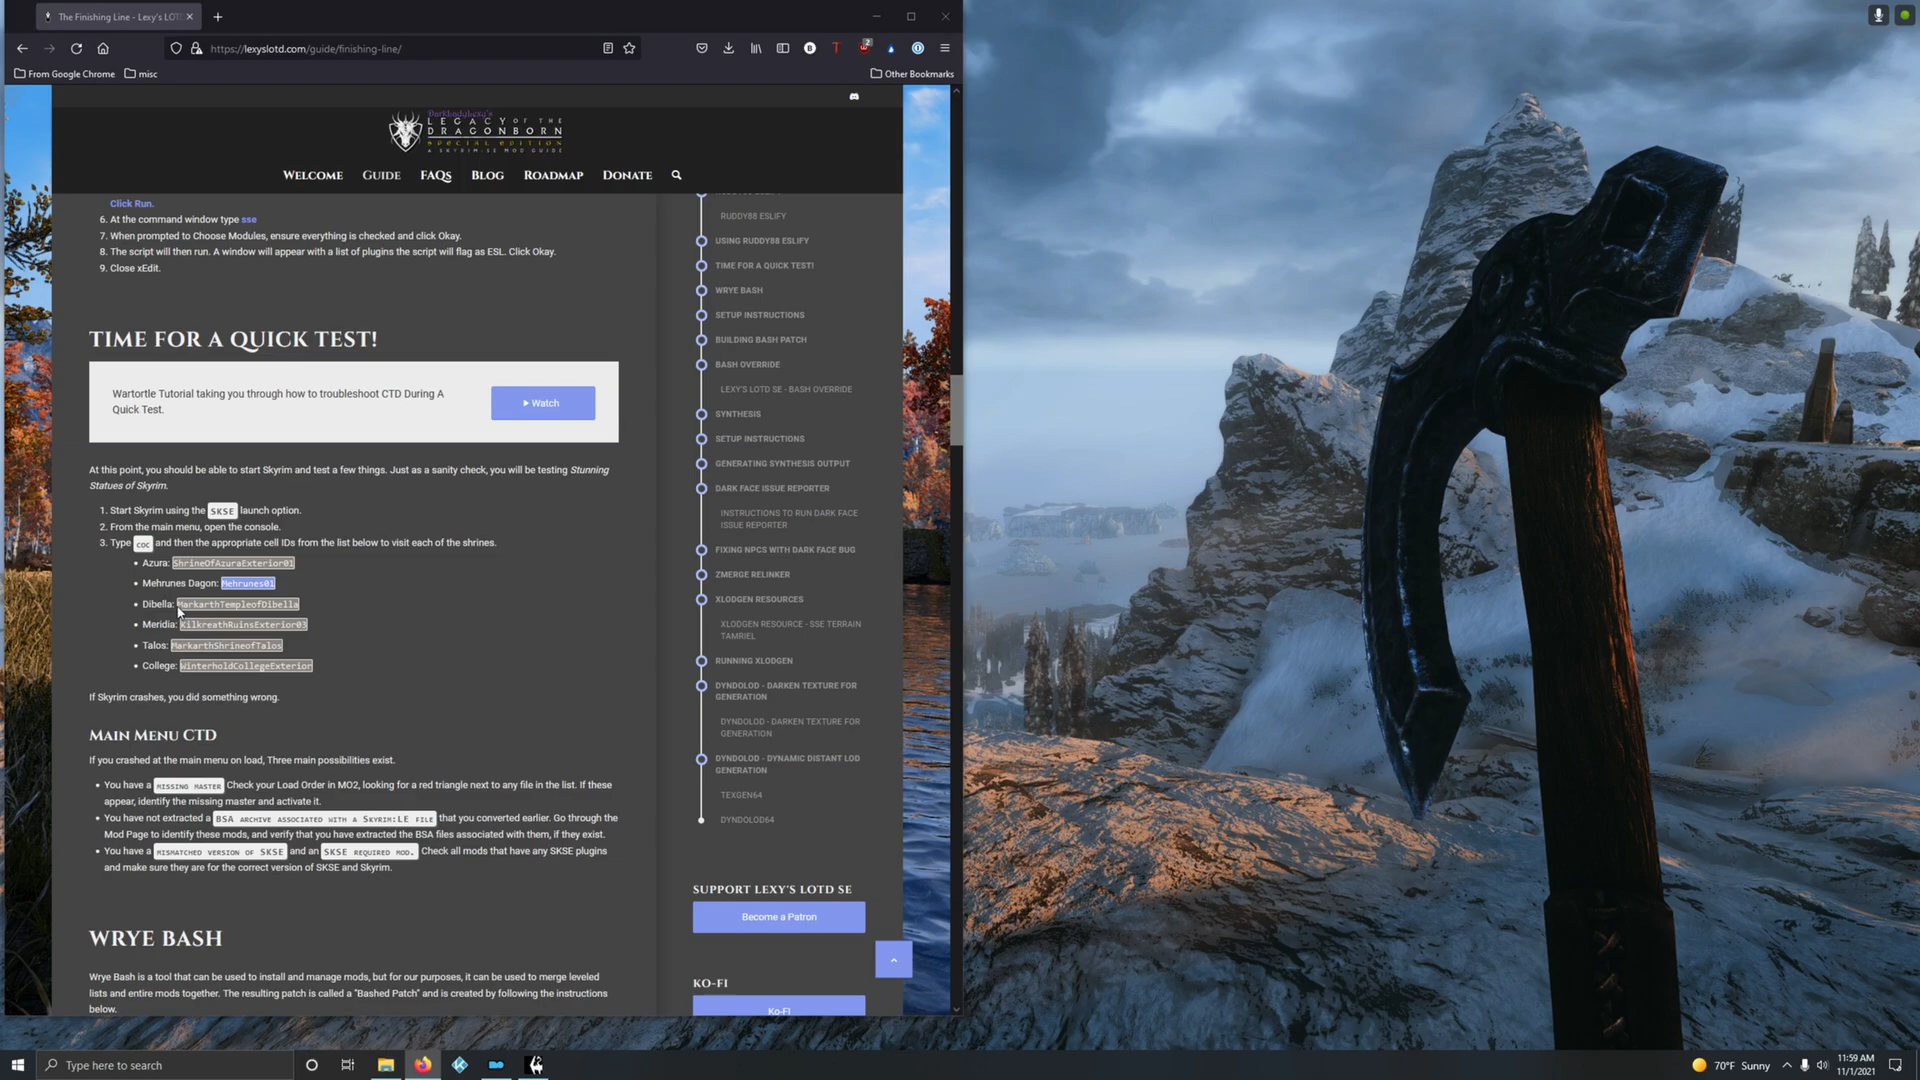 The Finishing Line - Lexy's LOTD
https://lexyslotd.com/guide/finishing-line/
2
From Google Chrome
misc
Other Bookmarks
DarkladyLexy's
LEGACY OF THE
DRAGONBORN
special edition
A SKYRIM:SE MOD GUIDE
WELCOME
GUIDE
FAQS
BLOG
ROADMAP
DONATE
Click Run.
6. At the command window type sse
7. When prompted to Choose Modules, ensure everything is checked and click Okay.
8. The script will then run. A window will appear with a list of plugins the script will flag as ESL. Click Okay.
9. Close xEdit.
TIME FOR A QUICK TEST!
Wartortle Tutorial taking you through how to troubleshoot CTD During A
Quick Test.
Watch
At this point, you should be able to start Skyrim and test a few things. Just as a sanity check, you will be testing Stunning
Statues of Skyrim.
1. Start Skyrim using the SKSE launch option.
2. From the main menu, open the console.
3. Type coc and then the appropriate cell IDs from the list below to visit each of the shrines.
• Azura: ShrineOfAzuraExterior01
• Mehrunes Dagon: Mehrunes01
• Dibella: MarkarthTempleofDibella
• Meridia: KilkreathRuinsExterior03
• Talos: MarkarthShrineofTalos
• College: WinterholdCollegeExterior
If Skyrim crashes, you did something wrong.
MAIN MENU CTD
If you crashed at the main menu on load, Three main possibilities exist.
• You have a MISSING MASTER Check your Load Order in MO2, looking for a red triangle next to any file in the list. If these
appear, identify the missing master and activate it.
• You have not extracted a BSA ARCHIVE ASSOCIATED WITH A SKYRIM:LE FILE that you converted earlier. Go through the
Mod Page to identify these mods, and verify that you have extracted the BSA files associated with them, if they exist.
• You have a MISMATCHED VERSION OF SKSE and an SKSE REQUIRED MOD. Check all mods that have any SKSE plugins
and make sure they are for the correct version of SKSE and Skyrim.
WRYE BASH
Wrye Bash is a tool that can be used to install and manage mods, but for our purposes, it can be used to merge leveled
lists and entire mods together. The resulting patch is called a "Bashed Patch" and is created by following the instructions
below.
RUDDY88 ESLIFY
USING RUDDY88 ESLIFY
TIME FOR A QUICK TEST!
WRYE BASH
SETUP INSTRUCTIONS
BUILDING BASH PATCH
BASH OVERRIDE
LEXY'S LOTD SE - BASH OVERRIDE
SYNTHESIS
SETUP INSTRUCTIONS
GENERATING SYNTHESIS OUTPUT
DARK FACE ISSUE REPORTER
INSTRUCTIONS TO RUN DARK FACE
ISSUE REPORTER
FIXING NPCS WITH DARK FACE BUG
ZMERGE RELINKER
XLODGEN RESOURCES
XLODGEN RESOURCE - SSE TERRAIN
TAMRIEL
RUNNING XLODGEN
DYNDOLOD - DARKEN TEXTURE FOR
GENERATION
DYNDOLOD - DARKEN TEXTURE FOR
GENERATION
DYNDOLOD - DYNAMIC DISTANT LOD
GENERATION
TEXGEN64
DYNDOLOD64
SUPPORT LEXY'S LOTD SE
Become a Patron
KO-FI
Ko-Fi
Type here to search
70°F Sunny
11:59 AM
11/1/2021